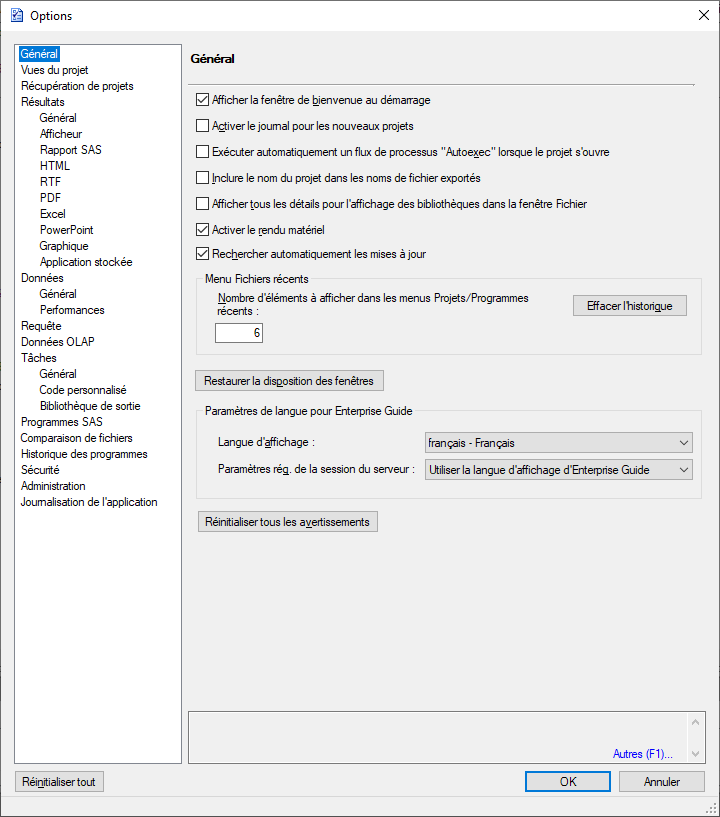 Options
Général
Vues du projet
Récupération de projets
Résultats
Général
Afficheur
Rapport SAS
HTML
RTF
PDF
Excel
PowerPoint
Graphique
Application stockée
Données
Général
Performances
Requête
Données OLAP
Tâches
Général
Code personnalisé
Bibliothèque de sortie
Programmes SAS
Comparaison de fichiers
Historique des programmes
Sécurité
Administration
Journalisation de l'application
Général
Afficher la fenêtre de bienvenue au démarrage
Activer le journal pour les nouveaux projets
Exécuter automatiquement un flux de processus "Autoexec" lorsque le projet s'ouvre
Inclure le nom du projet dans les noms de fichier exportés
Afficher tous les détails pour l'affichage des bibliothèques dans la fenêtre Fichier
Activer le rendu matériel
Rechercher automatiquement les mises à jour
Menu Fichiers récents
Nombre d'éléments à afficher dans les menus Projets/Programmes
récents :
Effacer l'historique
6
Restaurer la disposition des fenêtres
Paramètres de langue pour Enterprise Guide
Langue d'affichage :
français - Français
Paramètres rég. de la session du serveur :
Utiliser la langue d'affichage d'Enterprise Guide
Réinitialiser tous les avertissements
Autres (F1)...
Réinitialiser tout
OK
Annuler